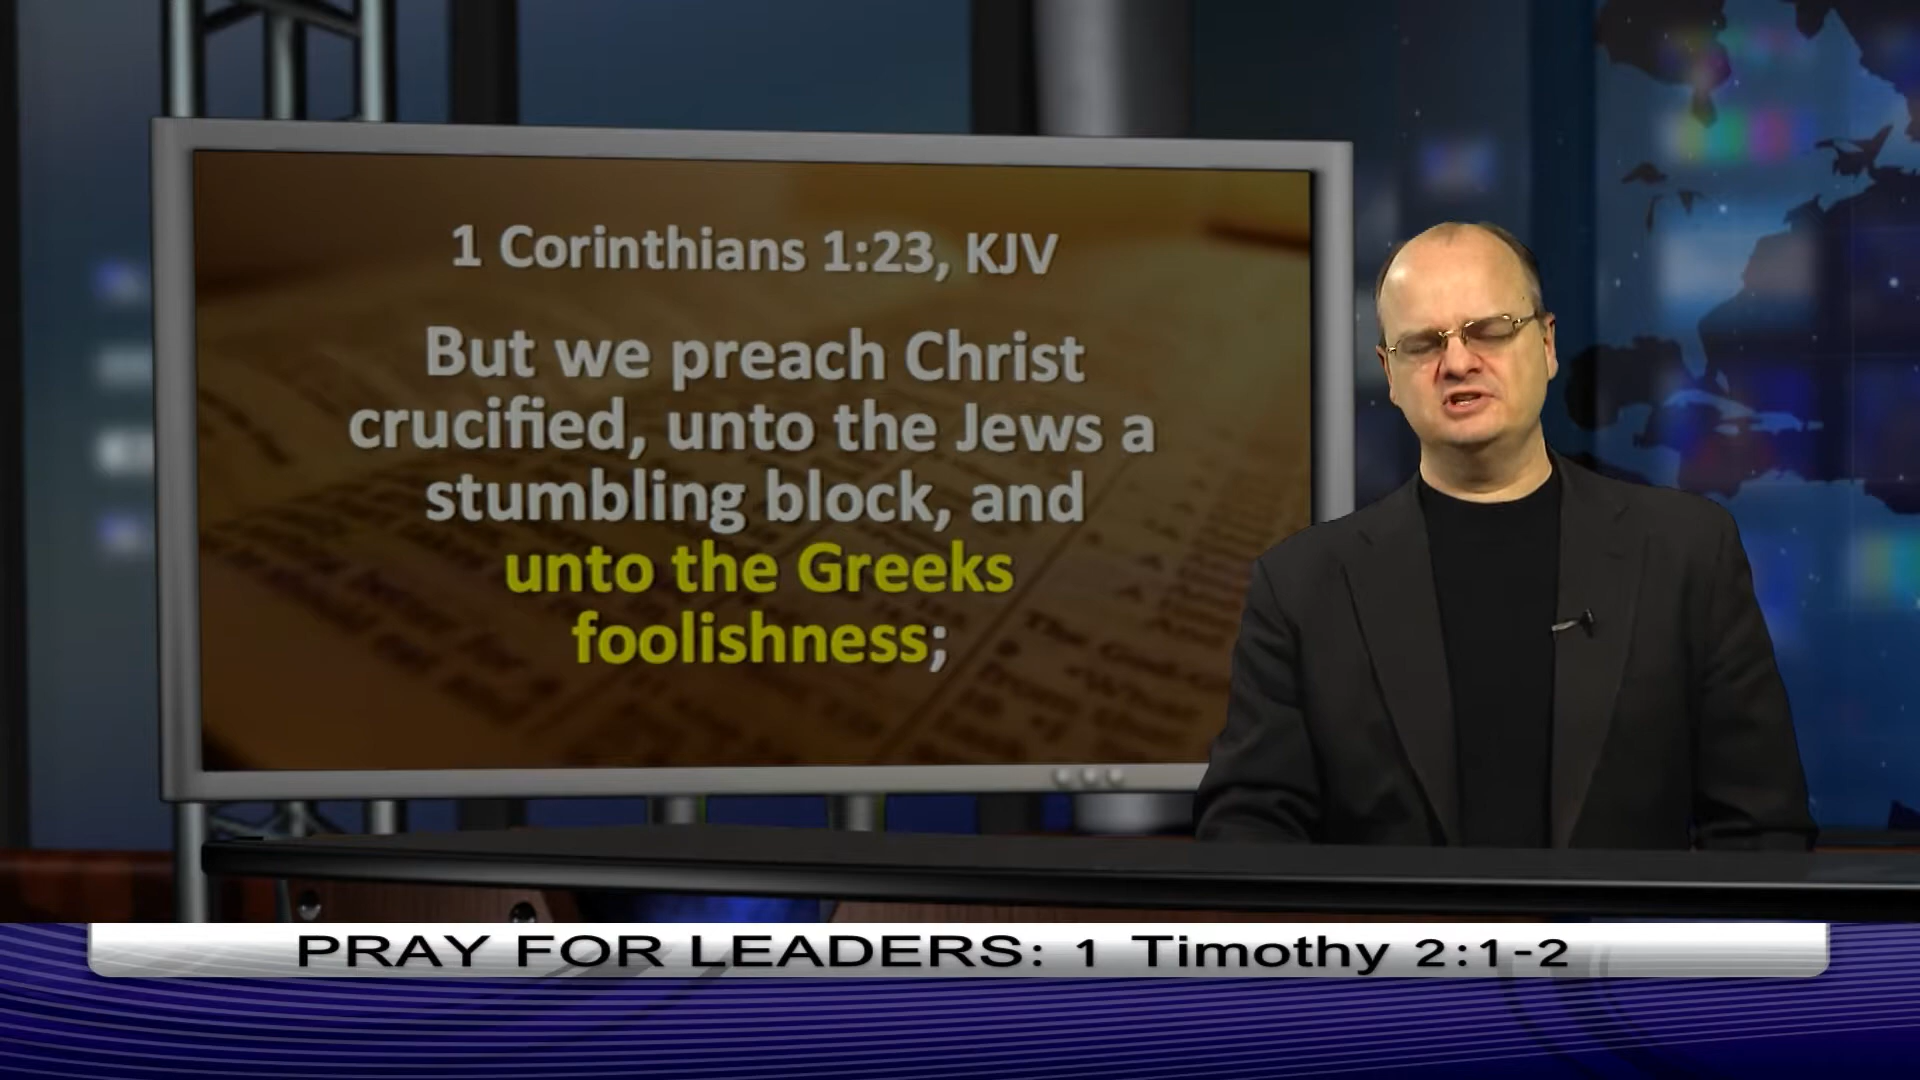 1 Corinthians 1:23, KJV
But we preach Christ
crucified, unto the Jews a
stumbling block, and
unto the Greeks
foolishness;
PRAY FOR LEADERS: 1 Timothy 2:1-2